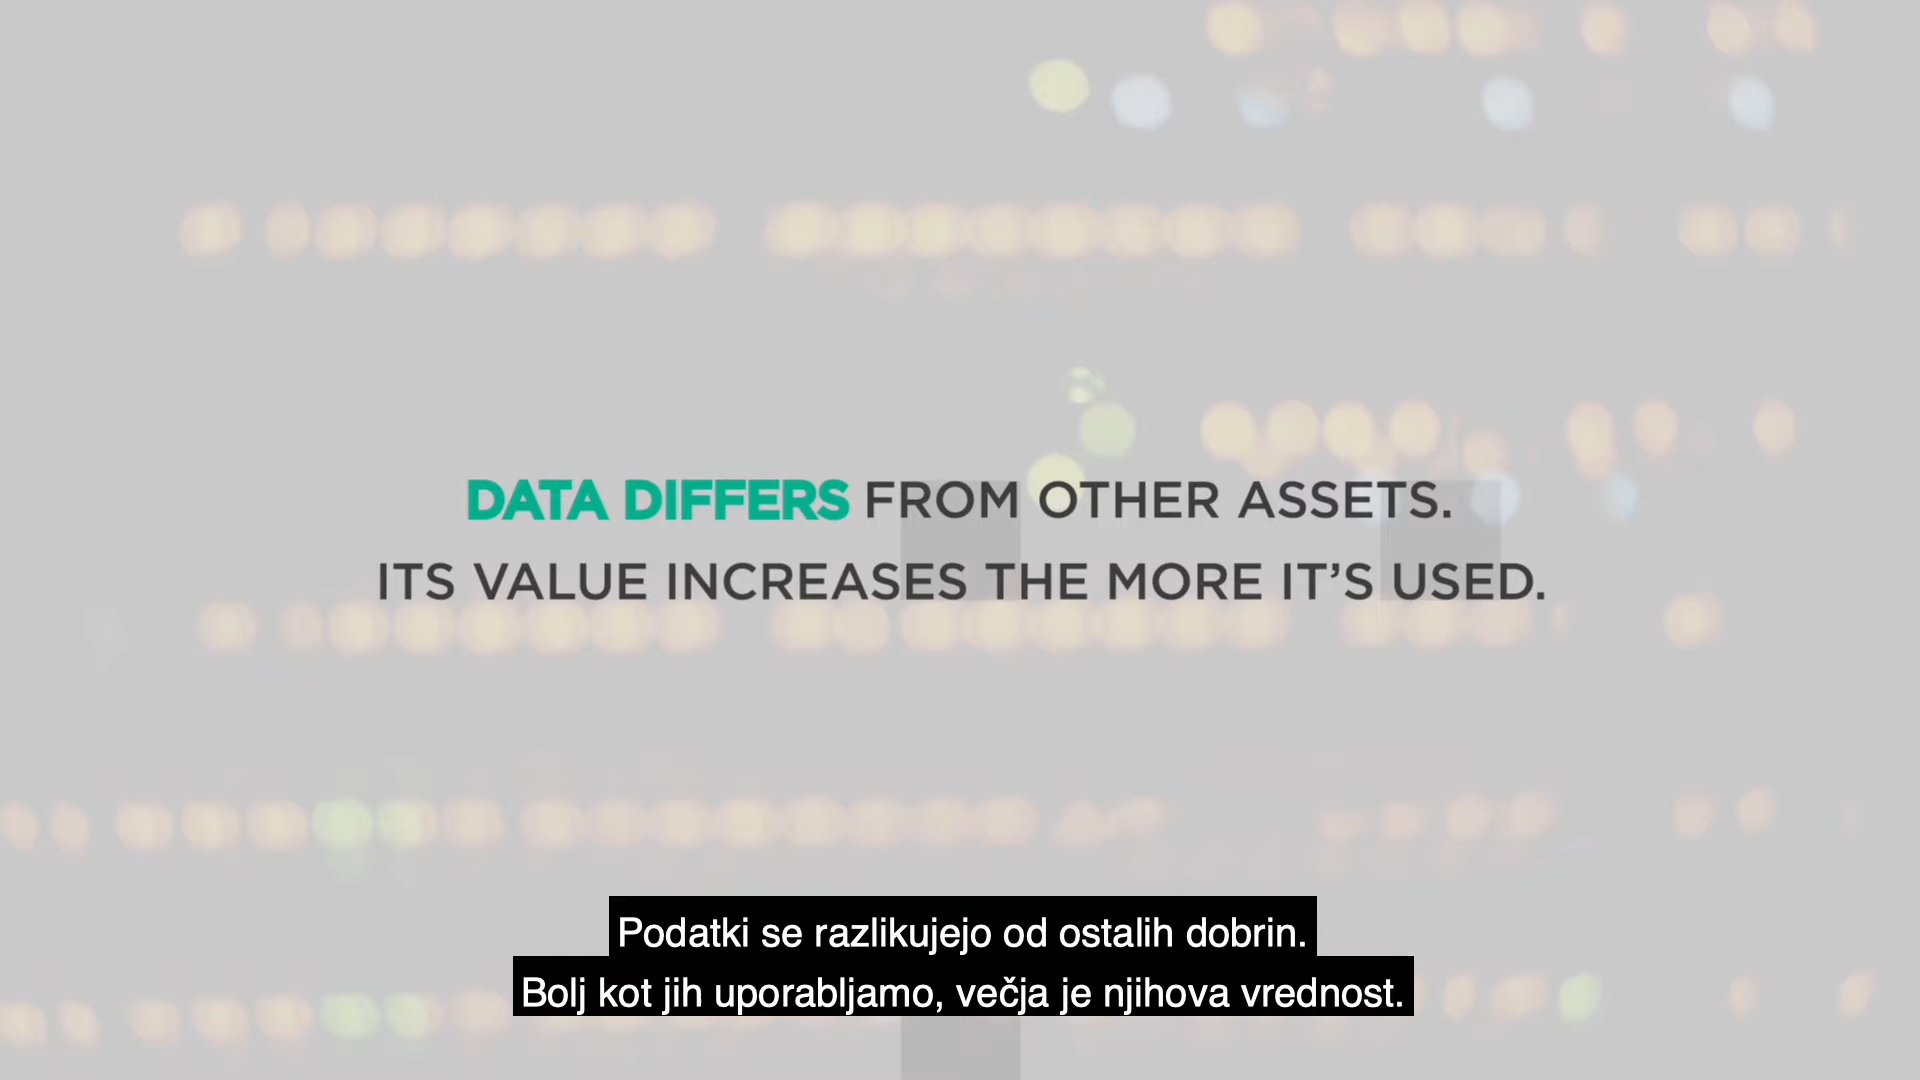 DATA DIFFERS FROM OTHER ASSETS.
ITS VALUE INCREASES THE MORE IT’S USED.
Podatki se razlikujejo od ostalih dobrin.
Bolj kot jih uporabljamo, večja je njihova vrednost.